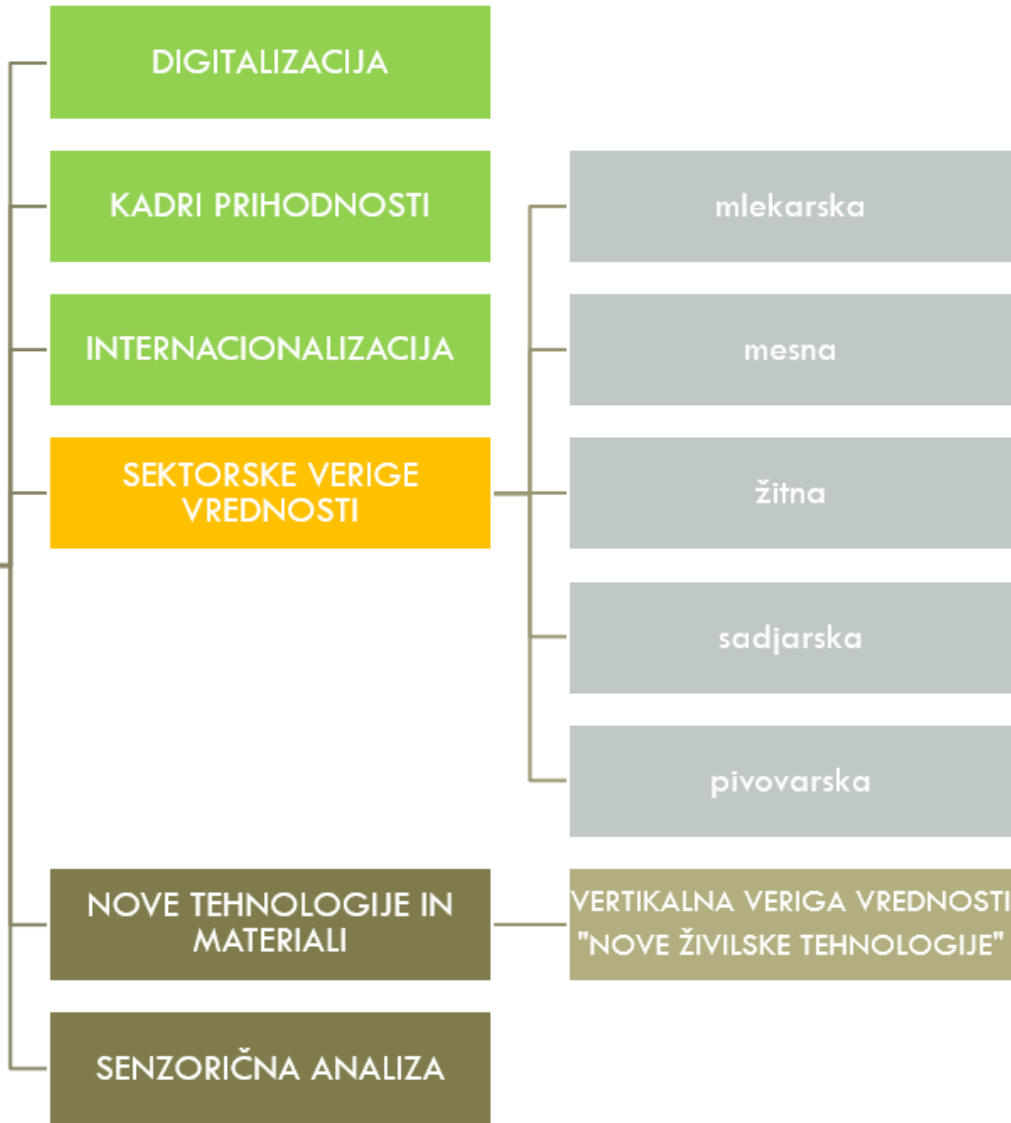 DIGITALIZACIJA
KADRI PRIHODNOSTI
INTERNACIONALIZACIJA
SEKTORSKE VERIGE
VREDNOSTI
mlekarska
mesna
žitna
sadjarska
pivovarska
NOVE TEHNOLOGIJE IN
MATERIALI
VERTIKALNA VERIGA VREDNOSTI
"NOVE ŽIVILSKE TEHNOLOGIJE"
SENZORIČNA ANALIZA